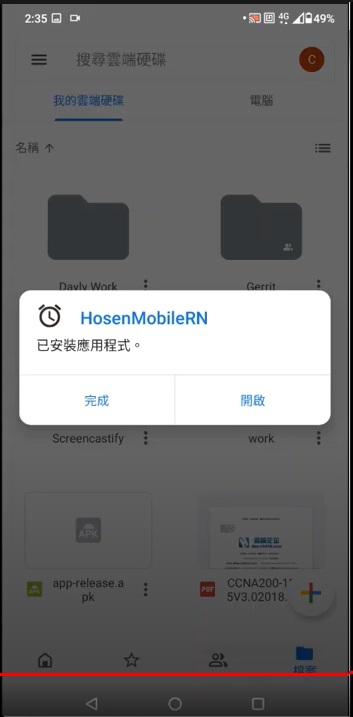 2:35
4G
49%
搜尋雲端硬碟
C
我的雲端硬碟
電腦
名稱
Dayly Work
Gerrit
HosenMobileRN
已安裝應用程式。
完成
開啟
Screencastify
work
APK
APK
app-release.a
pk
PDF
CCNA200-1
5V3.02018.
檔案